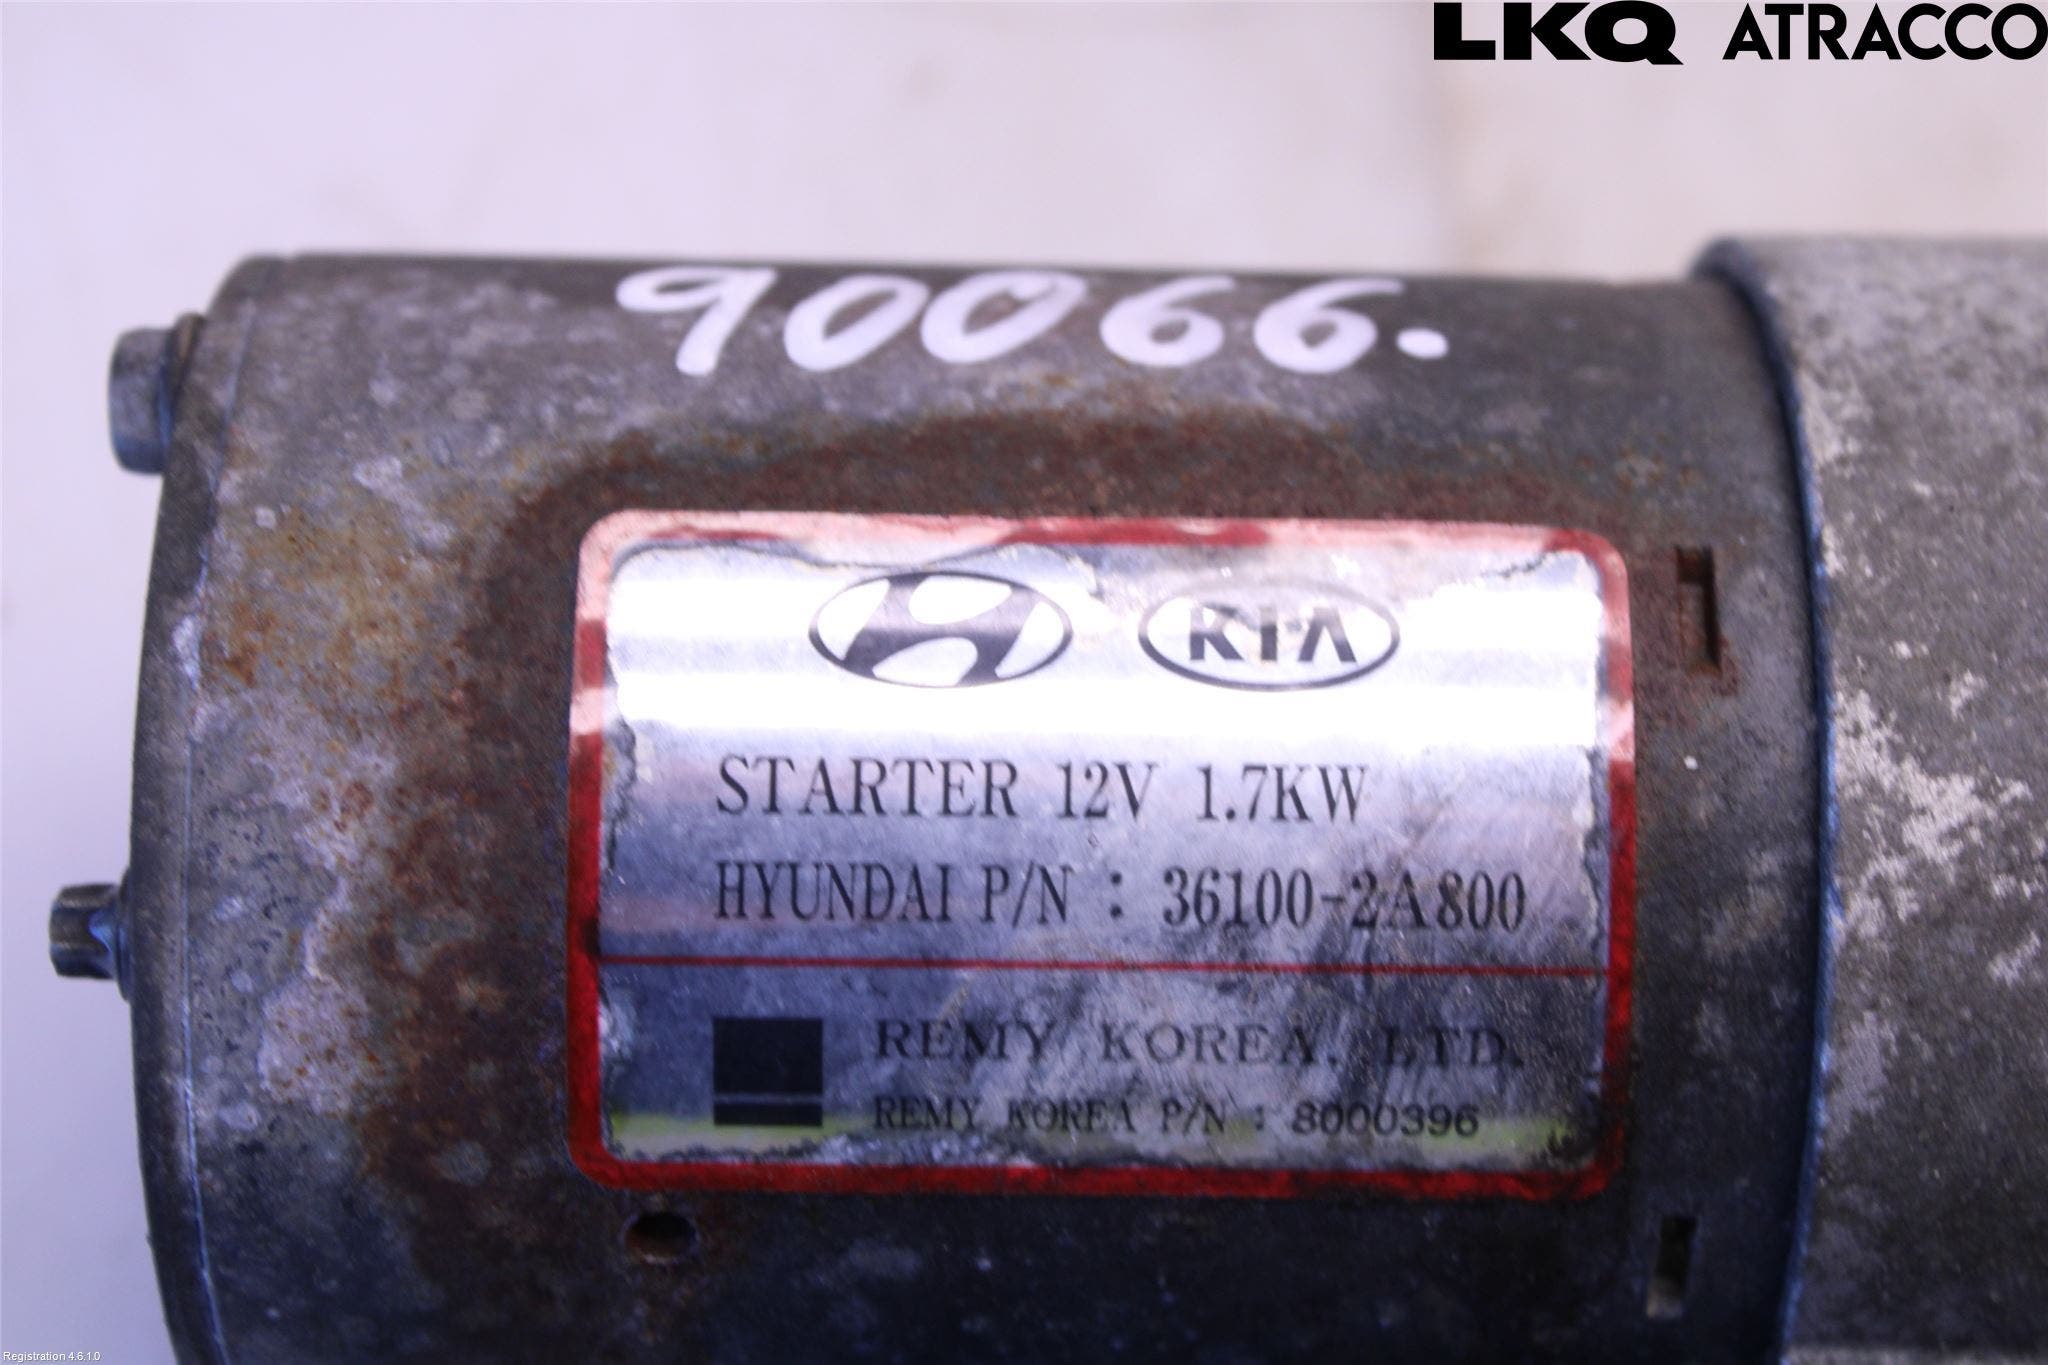 LKQ ATRACCO
90066.
KIA
STARTER 12V 1.7KW
HYUNDAI P/N : 36100-2A800
REMY KOREA, LTD.
REMY KOREA P/N : 8000396
Registration 4.6.1.0